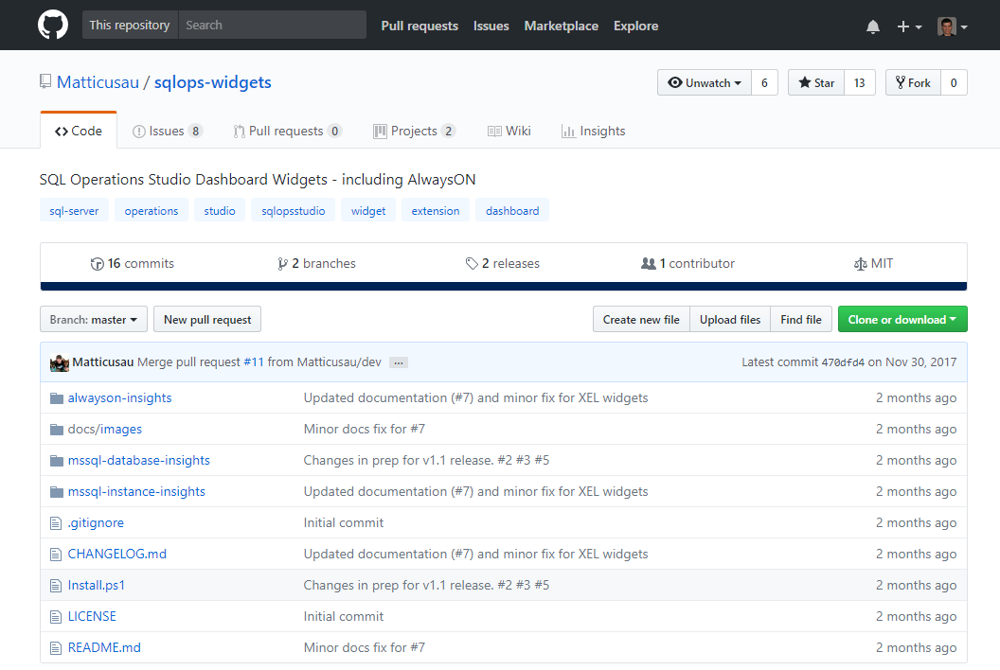 This repository Search Pull requests Issues Marketplace Explore
Matticusau / sqlops-widgets Unwatch 6 Star 13 Fork 0
Code Issues 8 Pull requests 0 Projects 2 Wiki Insights
SQL Operations Studio Dashboard Widgets - including AlwaysON
sql-server operations studio sqlopsstudio widget extension dashboard
16 commits 2 branches 2 releases 1 contributor MIT
Branch: master New pull request Create new file Upload files Find file Clone or download
Matticusau Merge pull request #11 from Matticusau/dev ... Latest commit 470dfd4 on Nov 30, 2017
alwayson-insights Updated documentation (#7) and minor fix for XEL widgets 2 months ago
docs/images Minor docs fix for #7 2 months ago
mssql-database-insights Changes in prep for v1.1 release. #2 #3 #5 2 months ago
mssql-instance-insights Updated documentation (#7) and minor fix for XEL widgets 2 months ago
.gitignore Initial commit 2 months ago
CHANGELOG.md Updated documentation (#7) and minor fix for XEL widgets 2 months ago
Install.ps1 Changes in prep for v1.1 release. #2 #3 #5 2 months ago
LICENSE Initial commit 2 months ago
README.md Minor docs fix for #7 2 months ago